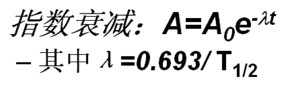 指数衰减：A=A₀e^-λt
– 其中 λ=0.693/ T₁/₂